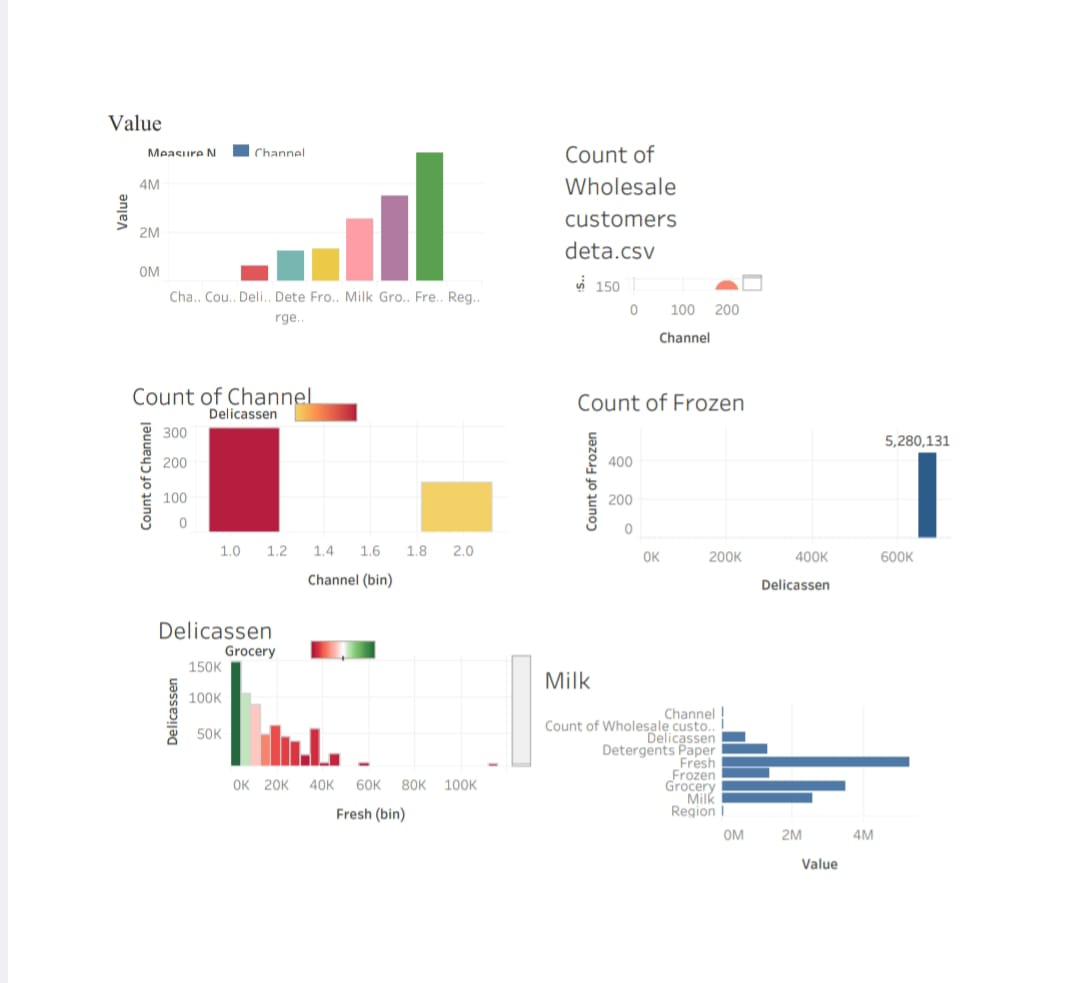 Value
Measure N
Channel
Value
4M
2M
0M
Cha.. Cou.. Deli.. Dete Fro.. Milk Gro.. Fre.. Reg..
rge..
Count of
Wholesale
customers
deta.csv
s..
150
0 100 200
Channel
Count of Channel
Delicassen
Count of Channel
300
200
100
0
1.0 1.2 1.4 1.6 1.8 2.0
Channel (bin)
Count of Frozen
5,280,131
Count of Frozen
400
200
0
0K 200K 400K 600K
Delicassen
Delicassen
Grocery
Delicassen
150K
100K
50K
0K 20K 40K 60K 80K 100K
Fresh (bin)
Milk
Channel
Count of Wholesale custo..
Delicassen
Detergents Paper
Fresh
Frozen
Grocery
Milk
Region
0M 2M 4M
Value